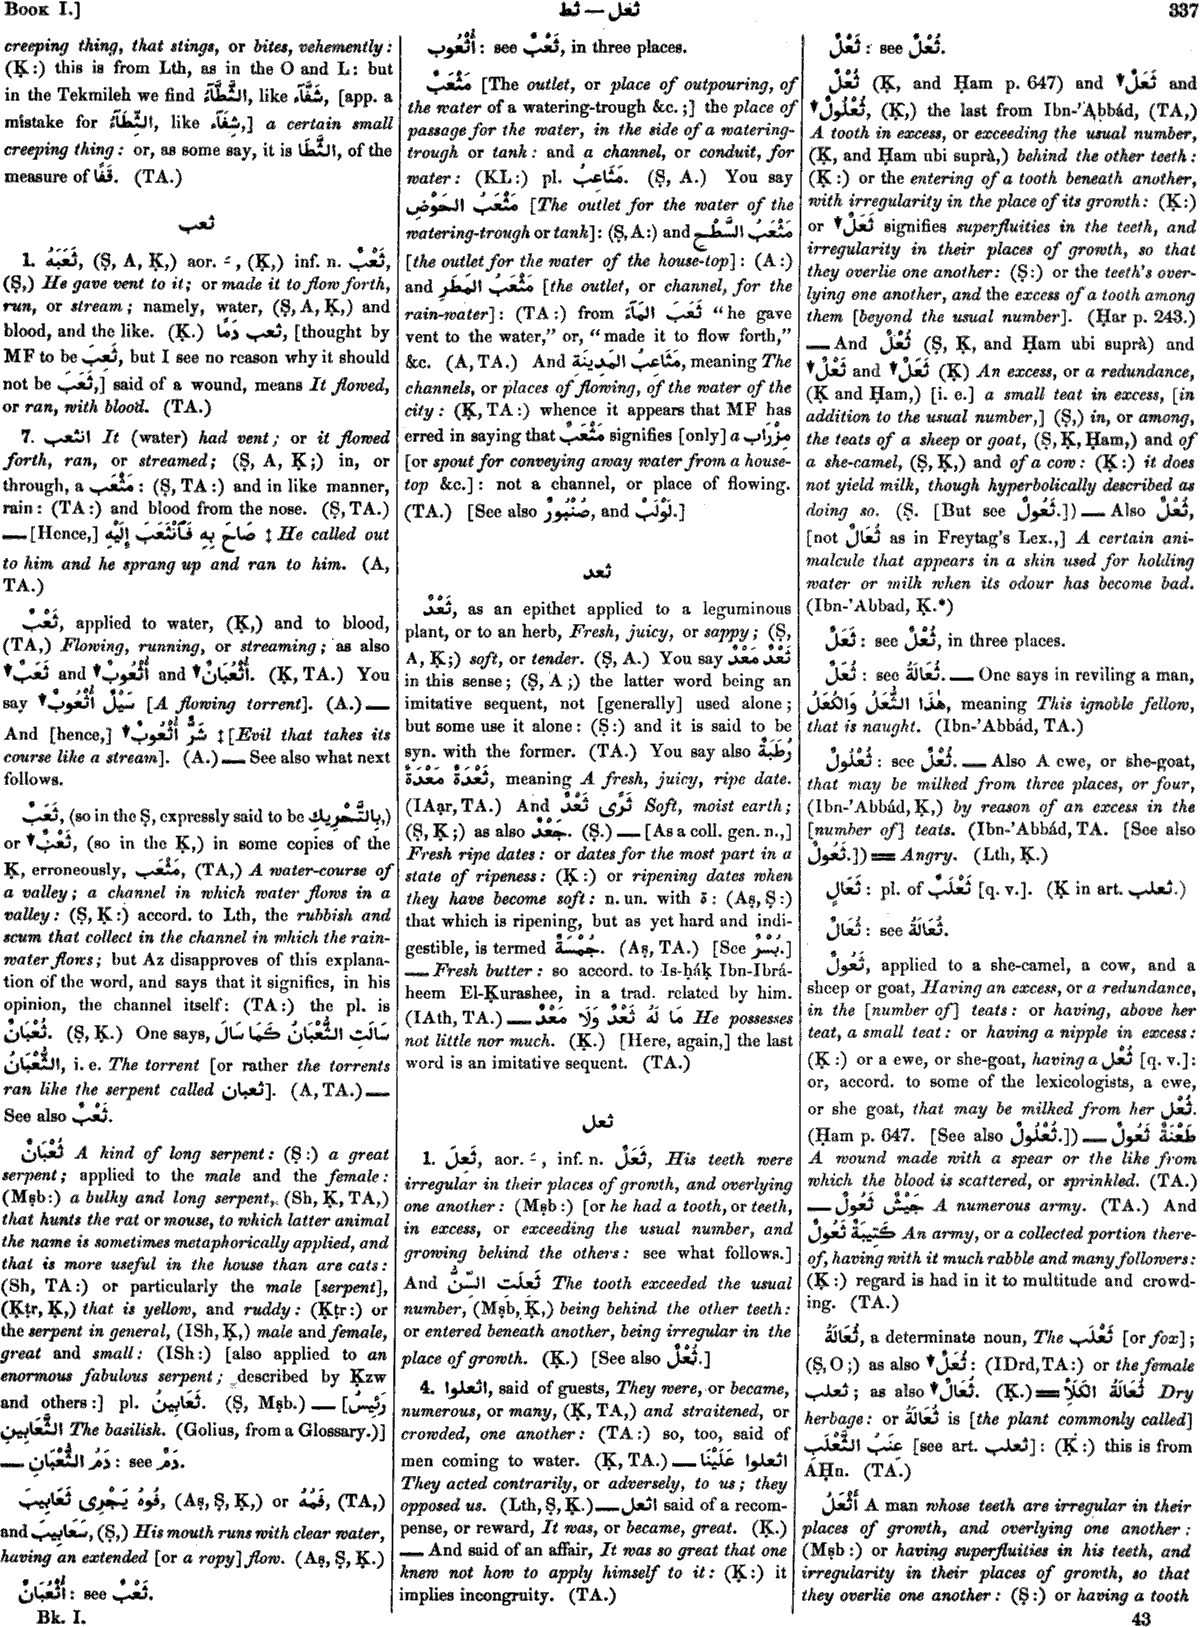 Book I.]
ثعل — ثط
337
creeping thing, that stings, or bites, vehemently:
(Ḳ:) this is from Lth, as in the O and L: but
in the Tekmileh we find الثَّطَّآءُ, like شَفَّآء, [app. a
mistake for الثِّطَآءُ, like شِفَآء,] a certain small
creeping thing: or, as some say, it is الثَّطَا, of the
measure of قَفًا. (TA.)
ثعب
1. ثَعَبَهُ, (Ṣ, A, Ḳ,) aor. ـَ, (Ḳ,) inf. n. ثَعْبٌ,
(Ṣ,) He gave vent to it; or made it to flow forth,
run, or stream; namely, water, (Ṣ, A, Ḳ,) and
blood, and the like. (Ḳ.) ثعب دَمًا, [thought by
MF to be ثَعِبَ, but I see no reason why it should
not be ثَعَبَ,] said of a wound, means It flowed,
or ran, with blood. (TA.)
7. انثعب It (water) had vent; or it flowed
forth, ran, or streamed; (Ṣ, A, Ḳ;) in, or
through, a مَثْعَب: (Ṣ, TA:) and in like manner,
rain: (TA:) and blood from the nose. (Ṣ, TA.)
— [Hence,] صَاحَ بِهِ فَٱنْثَعَبَ إِلَيْهِ ‡ He called out
to him and he sprang up and ran to him. (A,
TA.)
ثَعْبٌ, applied to water, (Ḳ,) and to blood,
(TA,) Flowing, running, or streaming; as also
▼ثَعَبٌ and ▼أُثْعُوبٌ and ▼أُثْعُبَانٌ. (Ḳ, TA.) You
say ▼سَيْلٌ أُثْعُوبٌ [A flowing torrent]. (A.) —
And [hence,] ▼شَرٌّ أُثْعُوبٌ ‡ [Evil that takes its
course like a stream]. (A.) — See also what next
follows.
ثَعَبٌ, (so in the Ṣ, expressly said to be بِالتَّحْرِيكِ,)
or ▼ثَعْبٌ, (so in the Ḳ,) in some copies of the
Ḳ, erroneously, مَثْعَب, (TA,) A water-course of
a valley; a channel in which water flows in a
valley: (Ṣ, Ḳ:) accord. to Lth, the rubbish and
scum that collect in the channel in which the rain-
water flows; but Az disapproves of this explana-
tion of the word, and says that it signifies, in his
opinion, the channel itself: (TA:) the pl. is
ثُعْبَانٌ. (Ṣ, Ḳ.) One says, سَالَتِ الثُّعْبَانُ كَمَا سَالَ
الثُّعْبَانُ, i. e. The torrent [or rather the torrents
ran like the serpent called ثعبان]. (A, TA.) —
See also ثَعْبٌ.
ثُعْبَانٌ A kind of long serpent: (Ṣ:) a great
serpent; applied to the male and the female:
(Mṣb:) a bulky and long serpent, (Sh, Ḳ, TA,)
that hunts the rat or mouse, to which latter animal
the name is sometimes metaphorically applied, and
that is more useful in the house than are cats:
(Sh, TA:) or particularly the male [serpent],
(Ḳṭr, Ḳ,) that is yellow, and ruddy: (Ḳṭr:) or
the serpent in general, (ISh, Ḳ,) male and female,
great and small: (ISh:) [also applied to an
enormous fabulous serpent; described by Ḳzw
and others:] pl. ثَعَابِينُ. (Ṣ, Mṣb.) — [رَئِيسُ
الثَّعَابِينِ The basilisk. (Golius, from a Glossary.)]
— دَمُ الثُّعْبَانِ: see دَمٌ.
فُوهُ يَجْرِى ثَعَابِيبَ, (Aṣ, Ṣ, Ḳ,) or فَمُهُ, (TA,)
and سَعَابِيبَ, (Ṣ,) His mouth runs with clear water,
having an extended [or a ropy] flow. (Aṣ, Ṣ, Ḳ.)
أُثْعُبَانٌ: see ثَعْبٌ.
Bk. I.
أُثْعُوب: see ثَعْبٌ, in three places.
مَثْعَبٌ [The outlet, or place of outpouring, of
the water of a watering-trough &c.;] the place of
passage for the water, in the side of a watering-
trough or tank: and a channel, or conduit, for
water: (KL:) pl. مَثَاعِبُ. (Ṣ, A.) You say
مَثْعَبُ الحَوْضِ [The outlet for the water of the
watering-trough or tank]: (Ṣ, A:) and مَثْعَبُ السَّطْحِ
[the outlet for the water of the house-top]: (A:)
and مَثْعَبُ المَطَرِ [the outlet, or channel, for the
rain-water]: (TA:) from ثَعَبَ المَآءَ "he gave
vent to the water," or, "made it to flow forth,"
&c. (A, TA.) And مَثَاعِبُ المَدِينَةِ, meaning The
channels, or places of flowing, of the water of the
city: (Ḳ, TA:) whence it appears that MF has
erred in saying that مَثْعَبٌ signifies [only] a مِزْرَاب
[or spout for conveying away water from a house-
top &c.]: not a channel, or place of flowing.
(TA.) [See also صُنْبُورٌ, and لَوْلَبٌ.]
ثعد
ثَعْدٌ, as an epithet applied to a leguminous
plant, or to an herb, Fresh, juicy, or sappy; (Ṣ,
A, Ḳ;) soft, or tender. (Ṣ, A.) You say ثَعْدٌ مَعْدٌ
in this sense; (Ṣ, A;) the latter word being an
imitative sequent, not [generally] used alone;
but some use it alone: (Ṣ:) and it is said to be
syn. with the former. (TA.) You say also رُطَبَةٌ
ثَعْدَةٌ مَعْدَةٌ, meaning A fresh, juicy, ripe date.
(IAạr, TA.) And ثَرًى ثَعْدٌ Soft, moist earth;
(Ṣ, Ḳ;) as also جَعْدٌ. (Ṣ.) — [As a coll. gen. n.,]
Fresh ripe dates: or dates for the most part in a
state of ripeness: (Ḳ:) or ripening dates when
they have become soft: n. un. with ة: (Aṣ, Ṣ:)
that which is ripening, but as yet hard and indi-
gestible, is termed جُمْسَةٌ. (Aṣ, TA.) [See بُسْرٌ.]
— Fresh butter: so accord. to Is-ḥáḳ Ibn-Ibrá-
heem El-Ḳurashee, in a trad. related by him.
(IAth, TA.) — مَا لَهُ ثَعْدٌ وَلَا مَعْدٌ He possesses
not little nor much. (Ḳ.) [Here, again,] the last
word is an imitative sequent. (TA.)
ثعل
1. ثَعِلَ, aor. ـَ, inf. n. ثَعَلٌ, His teeth were
irregular in their places of growth, and overlying
one another: (Mṣb:) [or he had a tooth, or teeth,
in excess, or exceeding the usual number, and
growing behind the others: see what follows.]
And ثَعِلَتِ السِّنُّ The tooth exceeded the usual
number, (Mṣb, Ḳ,) being behind the other teeth:
or entered beneath another, being irregular in the
place of growth. (Ḳ.) [See also ثُعْلٌ.]
4. اثعلوا, said of guests, They were, or became,
numerous, or many, (Ḳ, TA,) and straitened, or
crowded, one another: (TA:) so, too, said of
men coming to water. (Ḳ, TA.) — اثعلوا عَلَيْنَا
They acted contrarily, or adversely, to us; they
opposed us. (Lth, Ṣ, Ḳ.) — اثعل said of a recom-
pense, or reward, It was, or became, great. (Ḳ.)
— And said of an affair, It was so great that one
knew not how to apply himself to it: (Ḳ:) it
implies incongruity. (TA.)
ثَعْلٌ: see ثُعْلٌ.
ثُعْلٌ (Ḳ, and Ḥam p. 647) and ▼ثَعَلٌ and
▼ثُعْلُولٌ, (Ḳ,) the last from Ibn-'Abbád, (TA,)
A tooth in excess, or exceeding the usual number,
(Ḳ, and Ḥam ubi suprà,) behind the other teeth:
(Ḳ:) or the entering of a tooth beneath another,
with irregularity in the place of its growth: (Ḳ:)
or ▼ثَعَلٌ signifies superfluities in the teeth, and
irregularity in their places of growth, so that
they overlie one another: (Ṣ:) or the teeth's over-
lying one another, and the excess of a tooth among
them [beyond the usual number]. (Ḥar p. 243.)
— And ثُعْلٌ (Ṣ, Ḳ, and Ḥam ubi suprà) and
▼ثَعْلٌ and ▼ثَعَلٌ (Ḳ) An excess, or a redundance,
(Ḳ and Ḥam,) [i. e.] a small teat in excess, [in
addition to the usual number,] (Ṣ,) in, or among,
the teats of a sheep or goat, (Ṣ, Ḳ, Ḥam,) and of
a she-camel, (Ṣ, Ḳ,) and of a cow: (Ḳ:) it does
not yield milk, though hyperbolically described as
doing so. (Ṣ. [But see ثَعُولٌ.]) — Also ثُعْلٌ,
[not ثُعَالٌ as in Freytag's Lex.,] A certain ani-
malcule that appears in a skin used for holding
water or milk when its odour has become bad.
(Ibn-'Abbad, Ḳ.*)
ثَعَلٌ: see ثُعْلٌ, in three places.
ثُعَلٌ: see ثُعَالَةُ. — One says in reviling a man,
هٰذَا الثُّعَلُ وَالكُعَلُ, meaning This ignoble fellow,
that is naught. (Ibn-'Abbád, TA.)
ثُعْلُولٌ: see ثُعْلٌ. — Also A ewe, or she-goat,
that may be milked from three places, or four,
(Ibn-'Abbád, Ḳ,) by reason of an excess in the
[number of] teats. (Ibn-'Abbád, TA. [See also
ثَعُولٌ.]) == Angry. (Lth, Ḳ.)
ثَعَالٍ: pl. of ثَعْلَبٌ [q. v.]. (Ḳ in art. ثعلب.)
ثُعَالٌ: see ثُعَالَةُ.
ثَعُولٌ, applied to a she-camel, a cow, and a
sheep or goat, Having an excess, or a redundance,
in the [number of] teats: or having, above her
teat, a small teat: or having a nipple in excess:
(Ḳ:) or a ewe, or she-goat, having a ثُعْل [q. v.]:
or, accord. to some of the lexicologists, a ewe,
or she goat, that may be milked from her ثُعْل.
(Ḥam p. 647. [See also ثُعْلُولٌ.]) — طَعْنَةٌ ثَعُولٌ
A wound made with a spear or the like from
which the blood is scattered, or sprinkled. (TA.)
— جَيْشٌ ثَعُولٌ A numerous army. (TA.) And
كَتِيبَةٌ ثَعُولٌ An army, or a collected portion there-
of, having with it much rabble and many followers:
(Ḳ:) regard is had in it to multitude and crowd-
ing. (TA.)
ثُعَالَةُ, a determinate noun, The ثَعْلَب [or fox];
(Ṣ, O;) as also ▼ثُعَلٌ: (IDrd, TA:) or the female
ثعلب; as also ▼ثُعَالٌ. (Ḳ.) == ثُعَالَةُ الكَلَإِ Dry
herbage: or ثُعَالَةُ is [the plant commonly called]
عِنَبُ الثَّعْلَبِ [see art. ثعلب]: (Ḳ:) this is from
AḤn. (TA.)
أَثْعَلُ A man whose teeth are irregular in their
places of growth, and overlying one another:
(Mṣb:) or having superfluities in his teeth, and
irregularity in their places of growth, so that
they overlie one another: (Ṣ:) or having a tooth
43